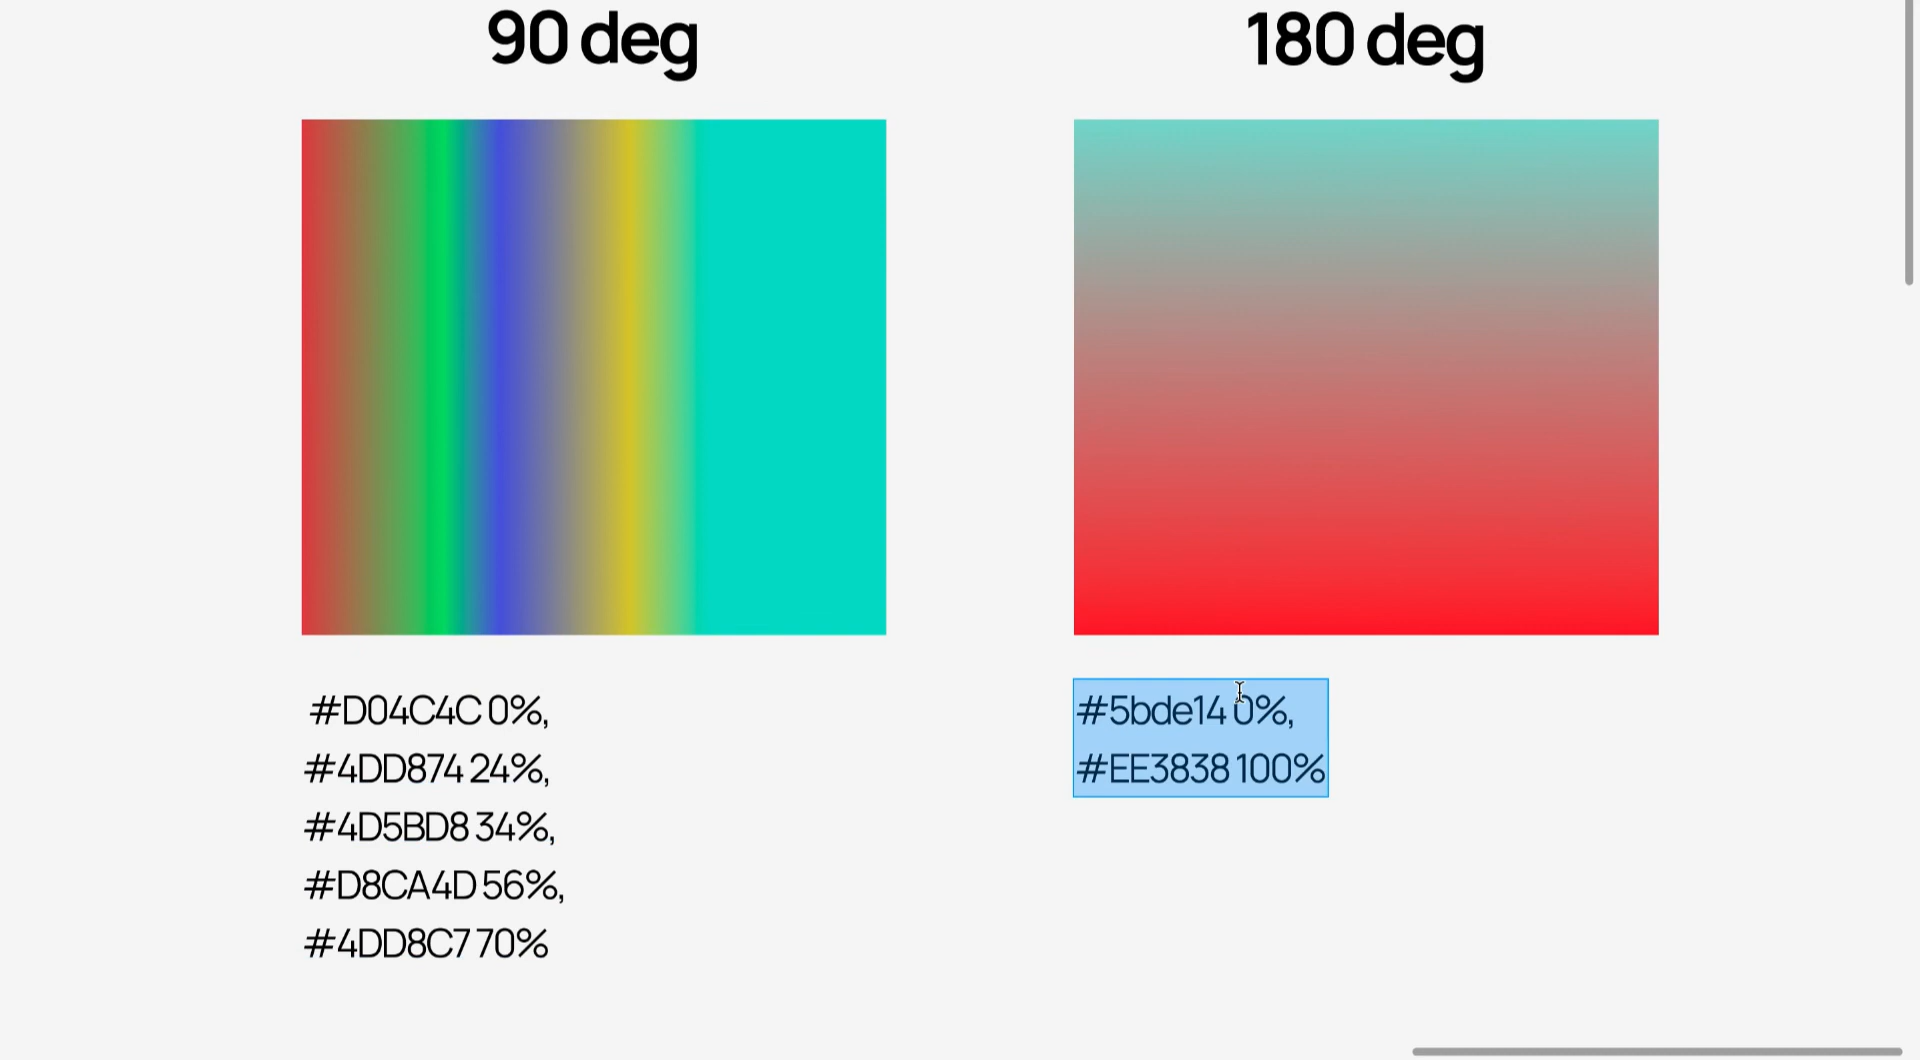 90 deg
180 deg
#D04C4C 0%,
#4DD874 24%,
#4D5BD8 34%,
#D8CA4D 56%,
#4DD8C7 70%
#5bde14 0%,
#EE3838 100%